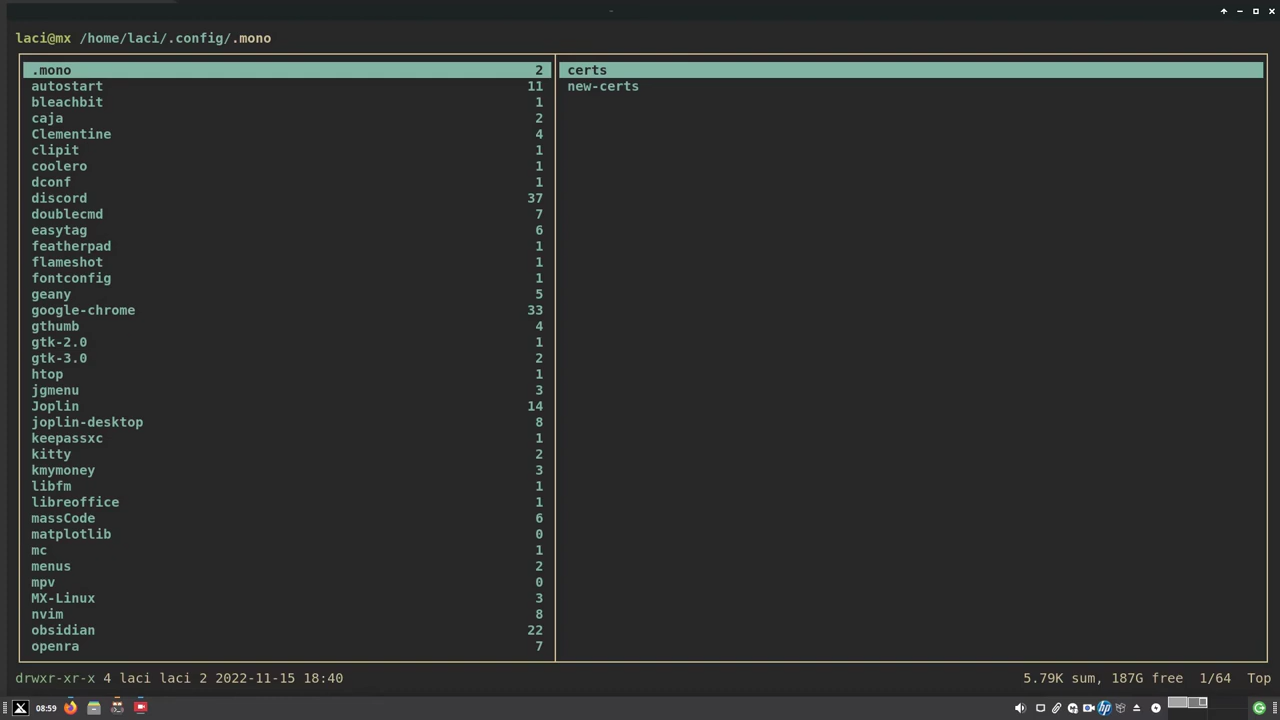 ~
laci@mx /home/laci/.config/.mono
.mono 2
autostart 11
bleachbit 1
caja 2
Clementine 4
clipit 1
coolero 1
dconf 1
discord 37
doublecmd 7
easytag 6
featherpad 1
flameshot 1
fontconfig 1
geany 5
google-chrome 33
gthumb 4
gtk-2.0 1
gtk-3.0 2
htop 1
jgmenu 3
Joplin 14
joplin-desktop 8
keepassxc 1
kitty 2
kmymoney 3
libfm 1
libreoffice 1
massCode 6
matplotlib 0
mc 1
menus 2
mpv 0
MX-Linux 3
nvim 8
obsidian 22
openra 7
certs
new-certs
drwxr-xr-x 4 laci laci 2 2022-11-15 18:40 5.79K sum, 187G free 1/64 Top
08:59 hp